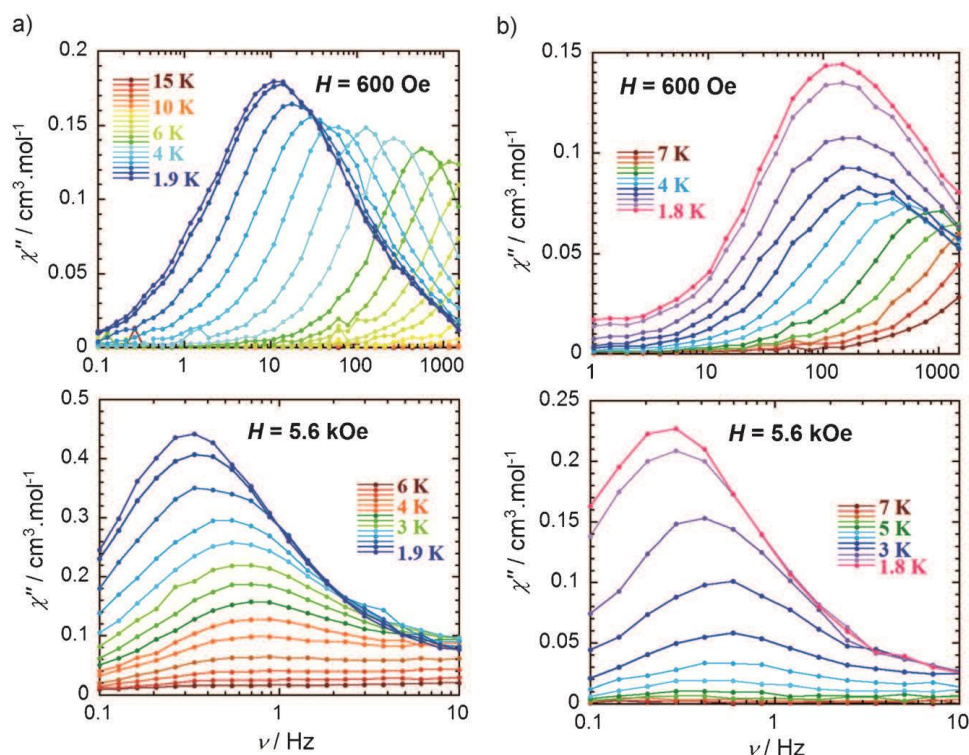 a)
0.2
0.15
0.1
0.05
0
0.1
1
10
100
1000
χ″ / cm³.mol⁻¹
15 K
10 K
6 K
4 K
1.9 K
H = 600 Oe
b)
0.15
0.10
0.05
0
1
10
100
1000
χ″ / cm³.mol⁻¹
H = 600 Oe
7 K
4 K
1.8 K
0.5
0.4
0.3
0.2
0.1
0
0.1
1
10
χ″ / cm³.mol⁻¹
ν / Hz
H = 5.6 kOe
6 K
4 K
3 K
1.9 K
0.25
0.20
0.15
0.10
0.05
0
0.1
1
10
χ″ / cm³.mol⁻¹
ν / Hz
H = 5.6 kOe
7 K
5 K
3 K
1.8 K